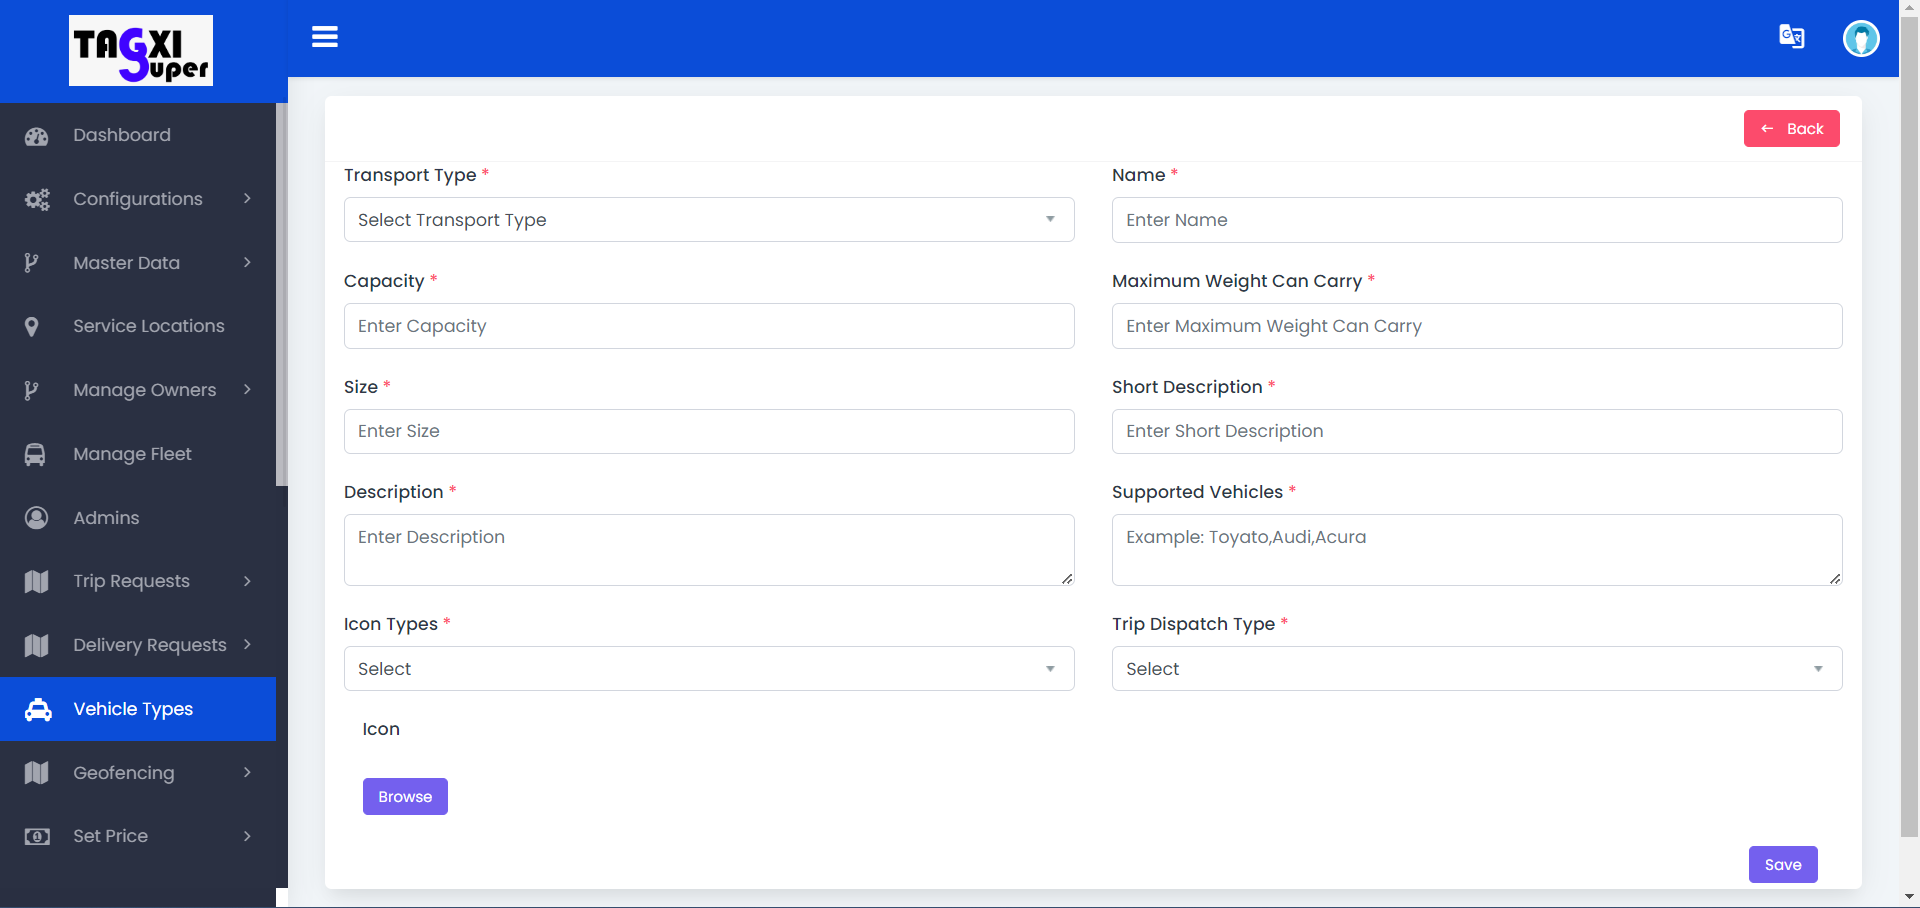 TAGXI
Super
Dashboard
Configurations
Master Data
Service Locations
Manage Owners
Manage Fleet
Admins
Trip Requests
Delivery Requests
Vehicle Types
Geofencing
Set Price
Back
Transport Type *
Select Transport Type
Name *
Enter Name
Capacity *
Enter Capacity
Maximum Weight Can Carry *
Enter Maximum Weight Can Carry
Size *
Enter Size
Short Description *
Enter Short Description
Description *
Enter Description
Supported Vehicles *
Example: Toyato,Audi,Acura
Icon Types *
Select
Trip Dispatch Type *
Select
Icon
Browse
Save